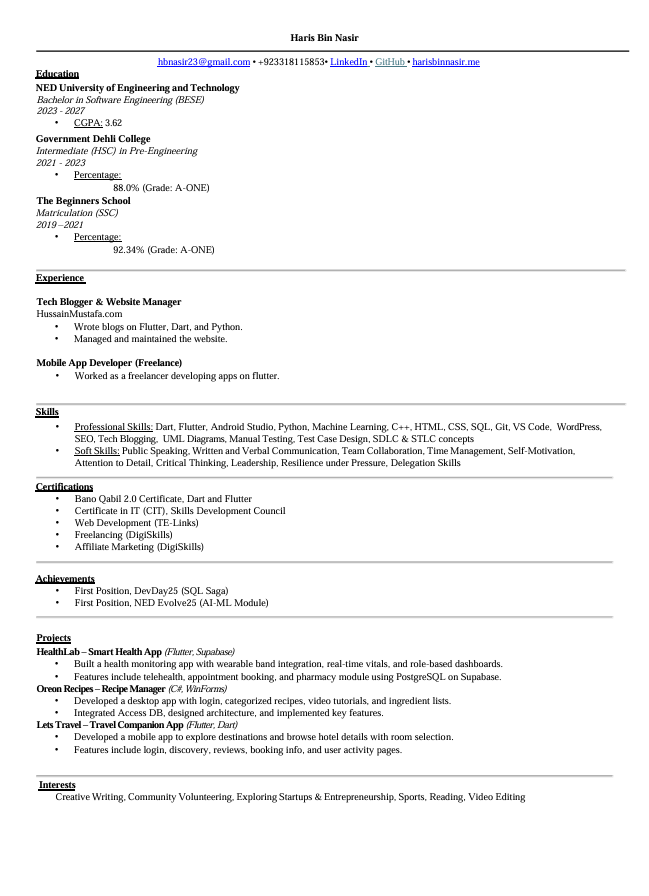 Haris Bin Nasir
hbnasir23@gmail.com • +923318115853• LinkedIn • GitHub • harisbinnasir.me
Education
NED University of Engineering and Technology
Bachelor in Software Engineering (BESE)
2023 - 2027
• CGPA: 3.62
Government Dehli College
Intermediate (HSC) in Pre-Engineering
2021 - 2023
• Percentage:
88.0% (Grade: A-ONE)
The Beginners School
Matriculation (SSC)
2019 –2021
• Percentage:
92.34% (Grade: A-ONE)
Experience
Tech Blogger & Website Manager
HussainMustafa.com
• Wrote blogs on Flutter, Dart, and Python.
• Managed and maintained the website.
Mobile App Developer (Freelance)
• Worked as a freelancer developing apps on flutter.
Skills
• Professional Skills: Dart, Flutter, Android Studio, Python, Machine Learning, C++, HTML, CSS, SQL, Git, VS Code, WordPress,
SEO, Tech Blogging, UML Diagrams, Manual Testing, Test Case Design, SDLC & STLC concepts
• Soft Skills: Public Speaking, Written and Verbal Communication, Team Collaboration, Time Management, Self-Motivation,
Attention to Detail, Critical Thinking, Leadership, Resilience under Pressure, Delegation Skills
Certifications
• Bano Qabil 2.0 Certificate, Dart and Flutter
• Certificate in IT (CIT), Skills Development Council
• Web Development (TE-Links)
• Freelancing (DigiSkills)
• Affiliate Marketing (DigiSkills)
Achievements
• First Position, DevDay25 (SQL Saga)
• First Position, NED Evolve25 (AI-ML Module)
Projects
HealthLab – Smart Health App (Flutter, Supabase)
• Built a health monitoring app with wearable band integration, real-time vitals, and role-based dashboards.
• Features include telehealth, appointment booking, and pharmacy module using PostgreSQL on Supabase.
Oreon Recipes – Recipe Manager (C#, WinForms)
• Developed a desktop app with login, categorized recipes, video tutorials, and ingredient lists.
• Integrated Access DB, designed architecture, and implemented key features.
Lets Travel – Travel Companion App (Flutter, Dart)
• Developed a mobile app to explore destinations and browse hotel details with room selection.
• Features include login, discovery, reviews, booking info, and user activity pages.
Interests
Creative Writing, Community Volunteering, Exploring Startups & Entrepreneurship, Sports, Reading, Video Editing